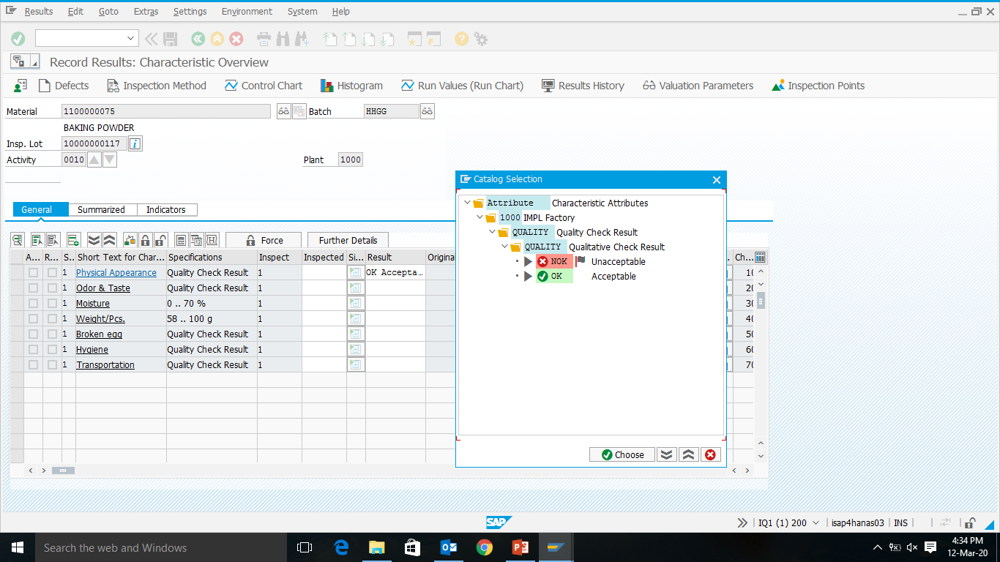 Results Edit Goto Extras Settings Environment System Help
Record Results: Characteristic Overview
Defects Inspection Method Control Chart Histogram Run Values (Run Chart) Results History Valuation Parameters Inspection Points
Material 1100000075 Batch HHGG
BAKING POWDER
Insp. Lot 10000000117
Activity 0010 Plant 1000
General Summarized Indicators
Force Further Details
A... R... S.. Short Text for Char... Specifications Inspect Inspected Si... Result Origina Ch...
1 Physical Appearance Quality Check Result 1 OK Accepta... 10
1 Odor & Taste Quality Check Result 1 20
1 Moisture 0 .. 70 % 1 30
1 Weight/Pcs. 58 .. 100 g 1 40
1 Broken egg Quality Check Result 1 50
1 Hygiene Quality Check Result 1 60
1 Transportation Quality Check Result 1 70
Catalog Selection
Attribute Characteristic Attributes
1000 IMPL Factory
QUALITY Quality Check Result
QUALITY Qualitative Check Result
NOK Unacceptable
OK Acceptable
Choose
SAP IQ1 (1) 200 isap4hanas03 INS
Search the web and Windows
4:34 PM
12-Mar-20